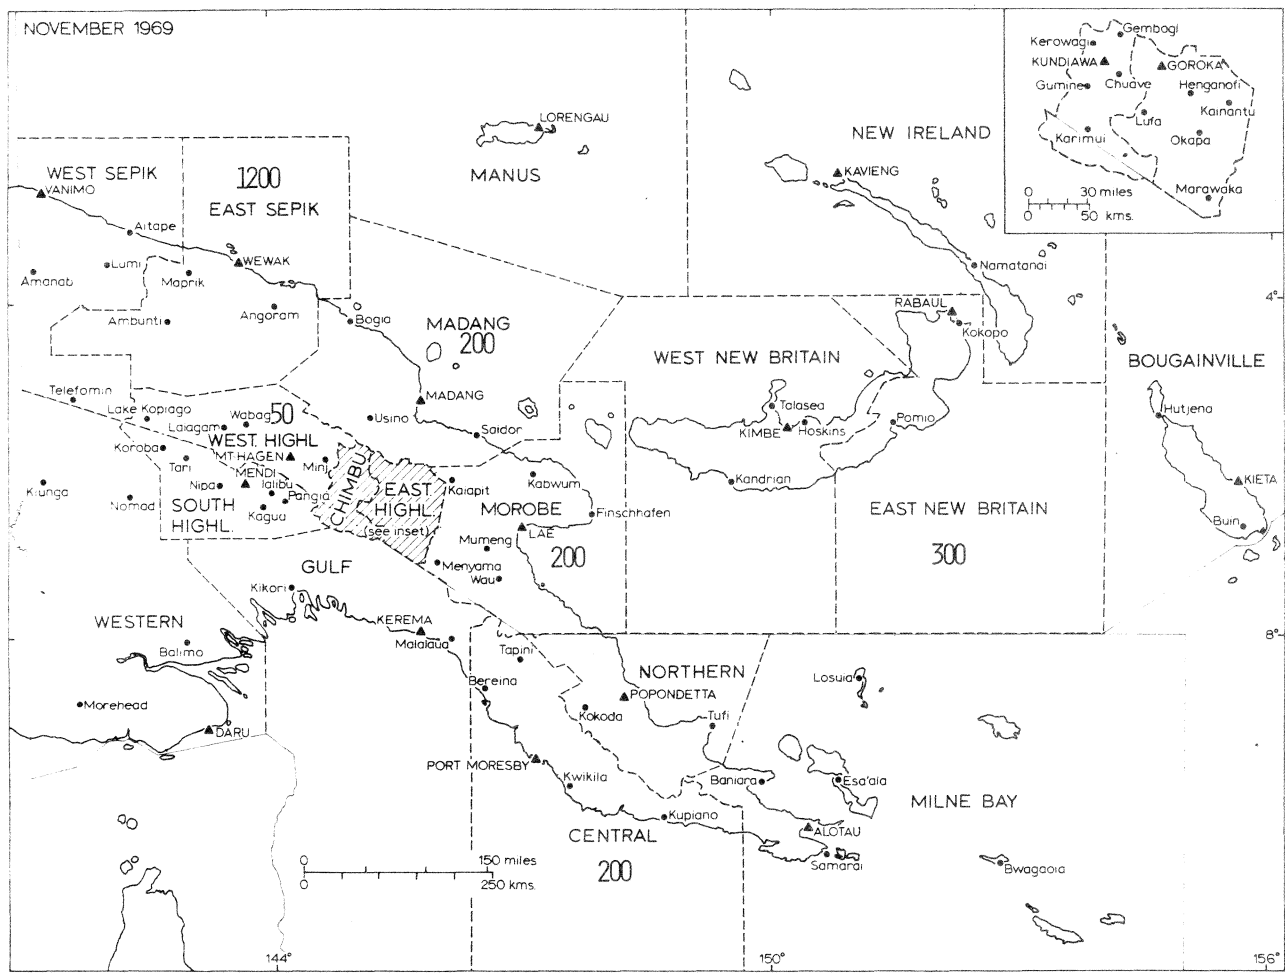 NOVEMBER 1969
Gembogl
Kerowagi
KUNDIAWA
GOROKA
Gumine
Chuave
Henganofi
Kainantu
Lufa
Karimui
Okapa
Marawaka
0 30 miles
0 50 kms.
LORENGAU
MANUS
NEW IRELAND
KAVIENG
Namatanai
WEST SEPIK
VANIMO
1200
EAST SEPIK
Aitape
Lumi
WEWAK
Amanab
Maprik
Ambunti
Angoram
Bogia
4°
RABAUL
Kokopo
MADANG
200
WEST NEW BRITAIN
BOUGAINVILLE
Telefomin
Lake Kopiago
Wabag
50
Laiagam
WEST. HIGHL
Koroba
MT·HAGEN
Tari
MENDI
Minj
Usino
MADANG
Saidor
Talasea
KIMBE
Hoskins
Pomio
Hutjena
Kiunga
Nomad
Nipa
Ialibu
Pangia
SOUTH
HIGHL.
Kagua
CHIMBU
EAST
HIGHL.
(see inset)
Kaiapit
Kabwum
MOROBE
Finschhafen
Kandrian
KIETA
Buin
EAST NEW BRITAIN
300
LAE
Mumeng
200
Menyama
Wau
GULF
Kikori
WESTERN
KEREMA
Malalaua
Balimo
Tapini
8°
NORTHERN
Losuia
Bereina
POPONDETTA
Morehead
Kokoda
Tufi
DARU
PORT MORESBY
Kwikila
Baniara
Esa'ala
MILNE BAY
Kupiano
ALOTAU
CENTRAL
200
Samarai
Bwagaoia
0 150 miles
0 250 kms.
144°
150°
156°